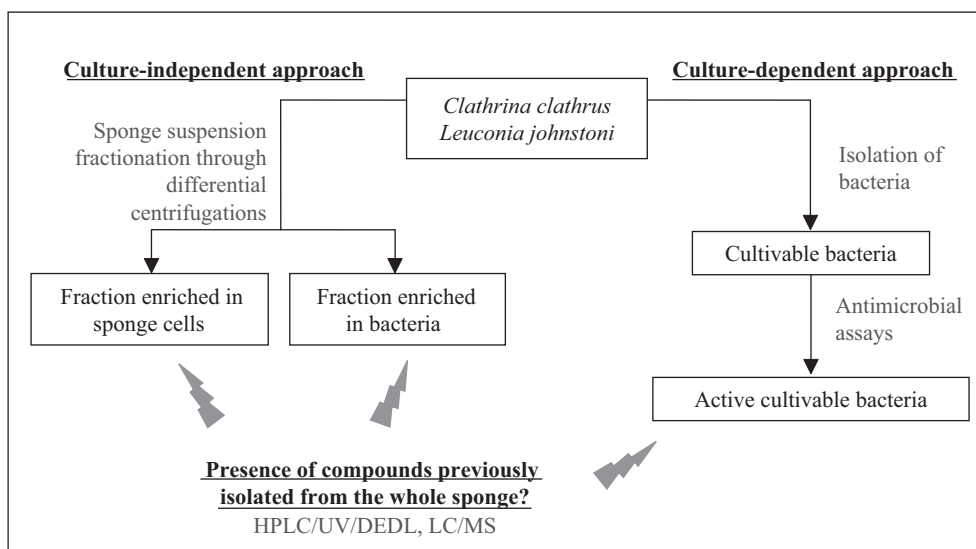 Culture-independent approach
Culture-dependent approach
Clathrina clathrus
Leuconia johnstoni
Sponge suspension
fractionation through
differential
centrifugations
Isolation of
bacteria
Cultivable bacteria
Fraction enriched in
sponge cells
Fraction enriched
in bacteria
Antimicrobial
assays
Active cultivable bacteria
Presence of compounds previously
isolated from the whole sponge?
HPLC/UV/DEDL, LC/MS